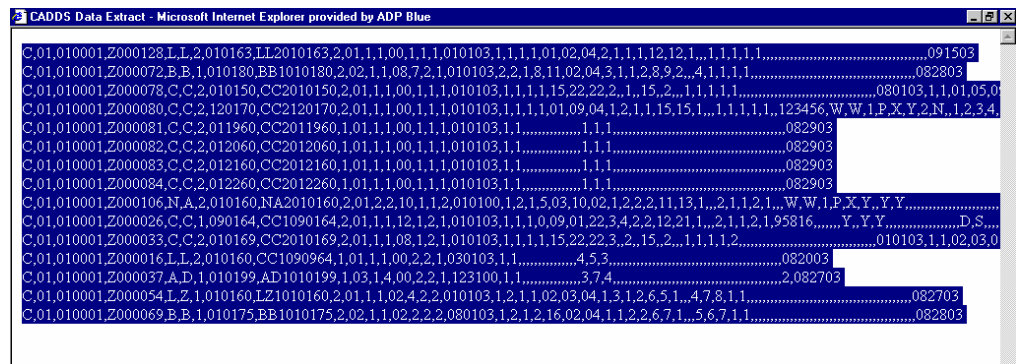 CADDS Data Extract - Microsoft Internet Explorer provided by ADP Blue
C,01,010001,Z000128,L,L,2,010163,LL2010163,2,01,1,1,00,1,1,1,010103,1,1,1,1,01,02,04,2,1,1,1,12,12,1,,,1,1,1,1,1,,,,,,,,,,,,,,,,,,,,,,,,,,,,,,,,,,,,,,,,,091503
C,01,010001,Z000072,B,B,1,010180,BB1010180,2,02,1,1,08,7,2,1,010103,2,2,1,8,11,02,04,3,1,1,2,8,9,2,,,4,1,1,1,1,,,,,,,,,,,,,,,,,,,,,,,,,,,,,,,,,,,,,,,,,082803
C,01,010001,Z000078,C,C,2,010150,CC2010150,2,01,1,1,00,1,1,1,010103,1,1,1,1,15,22,22,2,,1,,15,,2,,,1,1,1,1,1,,,,,,,,,,,,,,,,,,,,,,,,,,,,,,,,,080103,1,1,01,05,0
C,01,010001,Z000080,C,C,2,120170,CC2120170,2,01,1,1,00,1,1,1,010103,1,1,1,1,01,09,04,1,2,1,1,15,15,1,,,1,1,1,1,1,,123456,W,W,1,P,X,Y,2,N,,1,2,3,4,
C,01,010001,Z000081,C,C,2,011960,CC2011960,1,01,1,1,00,1,1,1,010103,1,1,,,,,,,,,,,,,,,1,1,1,,,,,,,,,,,,,,,,,,,,,,,,,,,,,,,,,,,,,,,,,082903
C,01,010001,Z000082,C,C,2,012060,CC2012060,1,01,1,1,00,1,1,1,010103,1,1,,,,,,,,,,,,,,,1,1,1,,,,,,,,,,,,,,,,,,,,,,,,,,,,,,,,,,,,,,,,,082903
C,01,010001,Z000083,C,C,2,012160,CC2012160,1,01,1,1,00,1,1,1,010103,1,1,,,,,,,,,,,,,,,1,1,1,,,,,,,,,,,,,,,,,,,,,,,,,,,,,,,,,,,,,,,,,082903
C,01,010001,Z000084,C,C,2,012260,CC2012260,1,01,1,1,00,1,1,1,010103,1,1,,,,,,,,,,,,,,,1,1,1,,,,,,,,,,,,,,,,,,,,,,,,,,,,,,,,,,,,,,,,,082903
C,01,010001,Z000106,N,A,2,010160,NA2010160,2,01,2,2,10,1,1,2,010100,1,2,1,5,03,10,02,1,2,2,2,11,13,1,,,2,1,1,2,1,,,W,W,1,P,X,Y,,Y,Y,,,,,,,,,,,,,,,,,,,,,,,,
C,01,010001,Z000026,C,C,1,090164,CC1090164,2,01,1,1,12,1,2,1,010103,1,1,1,0,09,01,22,3,4,2,2,12,21,1,,,2,1,1,2,1,95816,,,,,,,Y,,Y,Y,,,,,,,,,,,,,,,,,,,D,S,,,,
C,01,010001,Z000033,C,C,2,010169,CC2010169,2,01,1,1,08,1,2,1,010103,1,1,1,1,15,22,22,3,,2,,15,,2,,,1,1,1,1,2,,,,,,,,,,,,,,,,,,,,,,,,,,,,,,,,,010103,1,1,02,03,0
C,01,010001,Z000016,L,L,2,010160,CC1090964,1,01,1,1,00,2,2,1,030103,1,1,,,,,,,,,,,,,,,4,5,3,,,,,,,,,,,,,,,,,,,,,,,,,,,,,,,,,,,,,,,,,082003
C,01,010001,Z000037,A,D,1,010199,AD1010199,1,03,1,4,00,2,2,1,123100,1,1,,,,,,,,,,,,,,,3,7,4,,,,,,,,,,,,,,,,,,,,,,,,,,,,,,,,,,,,,,,,,2,082703
C,01,010001,Z000054,L,Z,1,010160,LZ1010160,2,01,1,1,02,4,2,2,010103,1,2,1,1,02,03,04,1,3,1,2,6,5,1,,,4,7,8,1,1,,,,,,,,,,,,,,,,,,,,,,,,,,,,,,,,,,,,,,,,,082703
C,01,010001,Z000069,B,B,1,010175,BB1010175,2,02,1,1,02,2,2,2,080103,1,2,1,2,16,02,04,1,1,2,2,6,7,1,,,5,6,7,1,1,,,,,,,,,,,,,,,,,,,,,,,,,,,,,,,,,,,,,,,,,082803